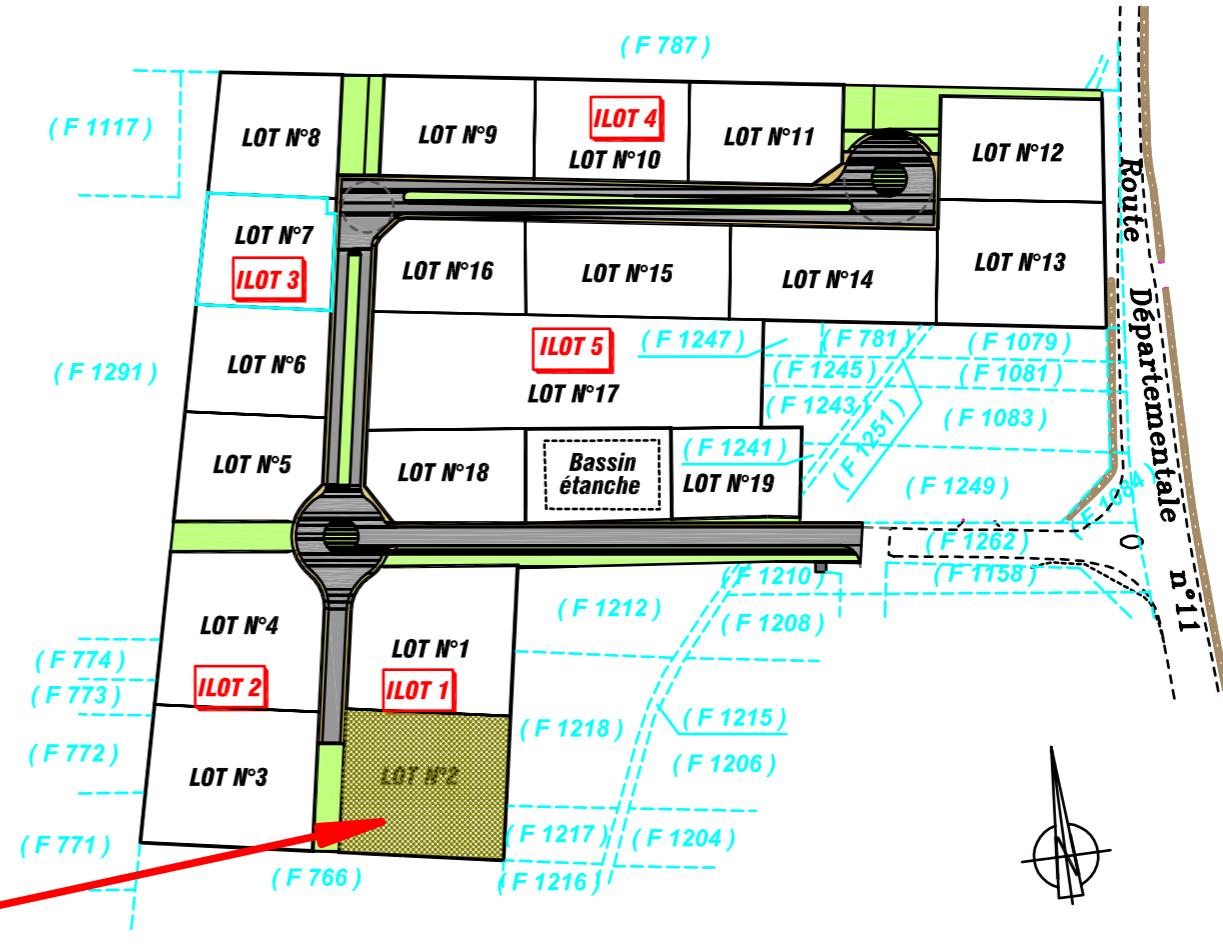 ( F 787 )
( F 1117 )
LOT N°8
LOT N°9
ILOT 4
LOT N°10
LOT N°11
LOT N°12
Route Départementale n°11
LOT N°7
ILOT 3
LOT N°16
LOT N°15
LOT N°14
LOT N°13
( F 1291 )
LOT N°6
ILOT 5
LOT N°17
( F 1247 )
( F 781 )
( F 1079 )
( F 1245 )
( F 1081 )
( F 1243 )
( F 1251 )
( F 1083 )
LOT N°5
LOT N°18
Bassin
étanche
( F 1241 )
LOT N°19
( F 1249 )
( F 1084 )
( F 1262 )
( F 1210 )
( F 1158 )
( F 1212 )
( F 1208 )
LOT N°4
LOT N°1
( F 774 )
( F 773 )
ILOT 2
ILOT 1
( F 1218 )
( F 1215 )
( F 772 )
( F 1206 )
LOT N°3
LOT N°2
( F 771 )
( F 1217 )
( F 1204 )
( F 766 )
( F 1216 )
N